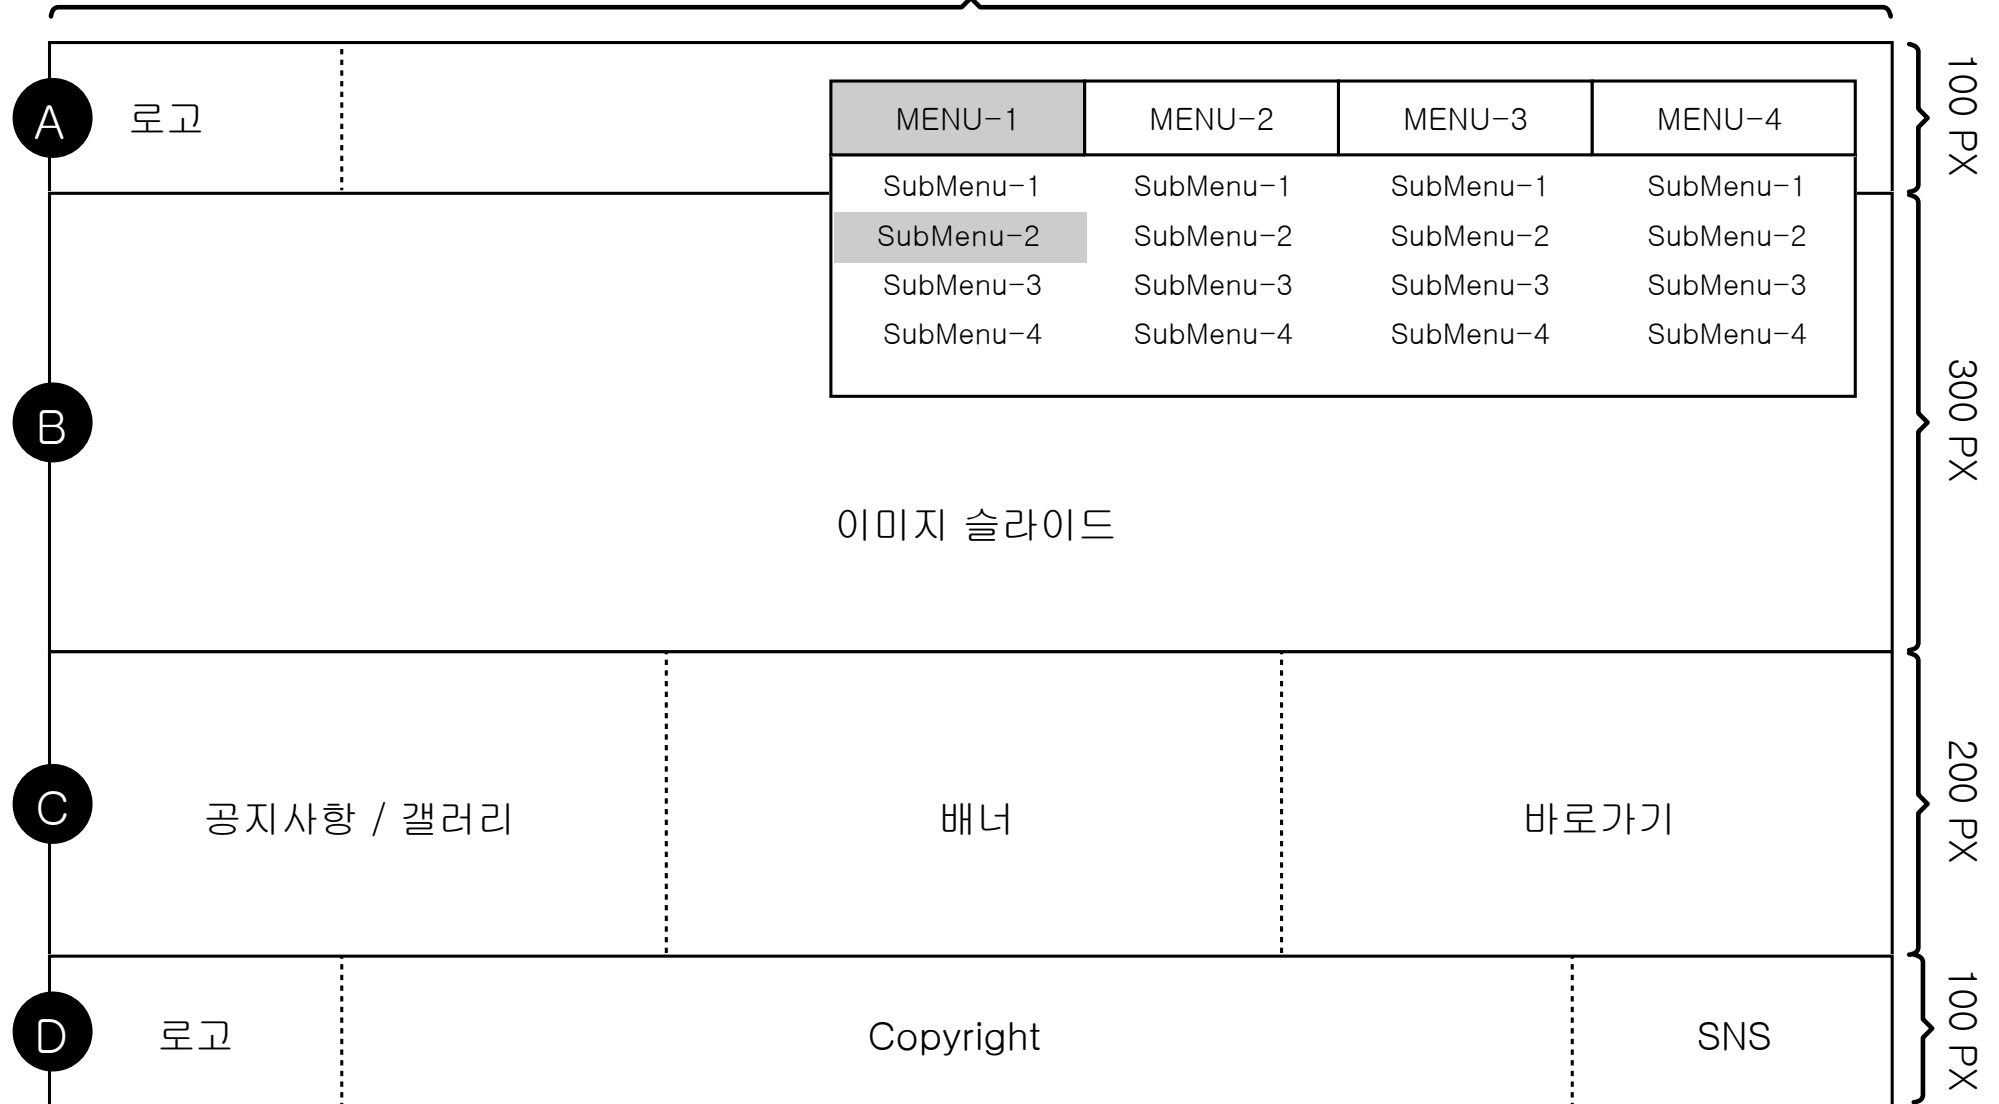 A
로고
MENU-1 MENU-2 MENU-3 MENU-4
100 PX
SubMenu-1 SubMenu-1 SubMenu-1 SubMenu-1
SubMenu-2 SubMenu-2 SubMenu-2 SubMenu-2
SubMenu-3 SubMenu-3 SubMenu-3 SubMenu-3
SubMenu-4 SubMenu-4 SubMenu-4 SubMenu-4
B
이미지 슬라이드
300 PX
C
공지사항 / 갤러리
배너
바로가기
200 PX
D
로고
Copyright
SNS
100 PX